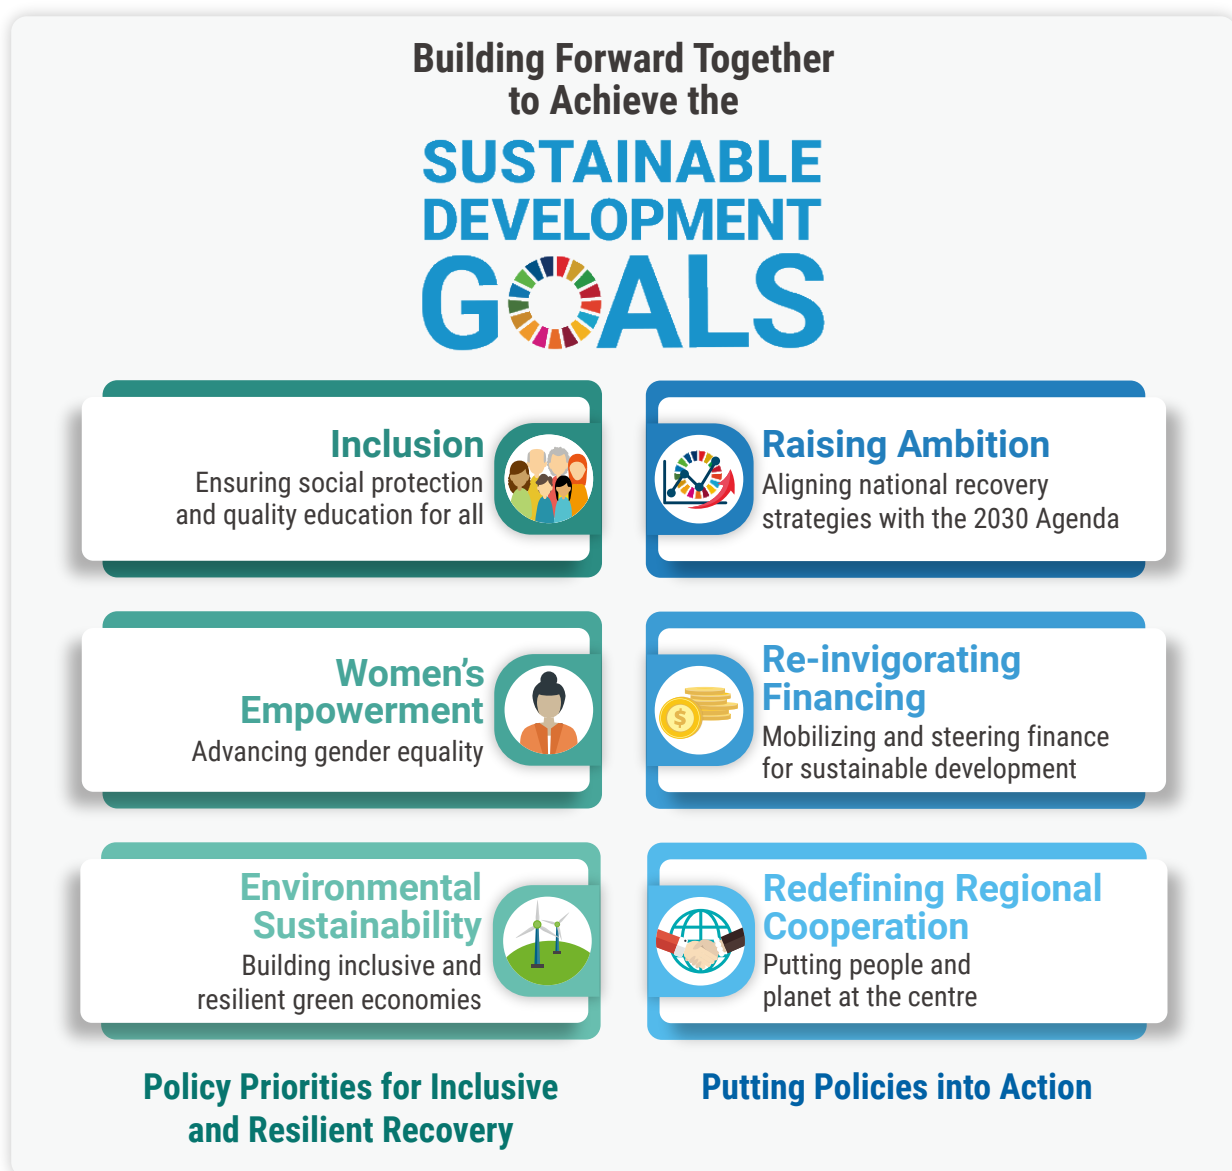 Building Forward Together
to Achieve the
SUSTAINABLE
DEVELOPMENT
GOALS
Inclusion
Ensuring social protection
and quality education for all
Women’s
Empowerment
Advancing gender equality
Environmental
Sustainability
Building inclusive and
resilient green economies
Policy Priorities for Inclusive
and Resilient Recovery
Raising Ambition
Aligning national recovery
strategies with the 2030 Agenda
Re-invigorating
Financing
$
Mobilizing and steering finance
for sustainable development
Redefining Regional
Cooperation
Putting people and
planet at the centre
Putting Policies into Action